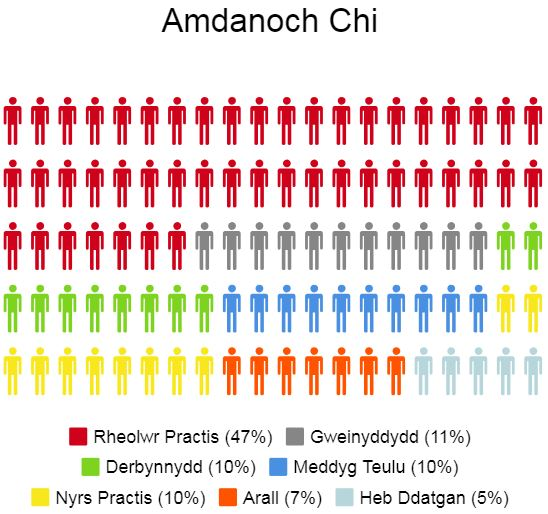 Amdanoch Chi
Rheolwr Practis (47%) Gweinyddydd (11%)
Derbynnydd (10%) Meddyg Teulu (10%)
Nyrs Practis (10%) Arall (7%) Heb Ddatgan (5%)